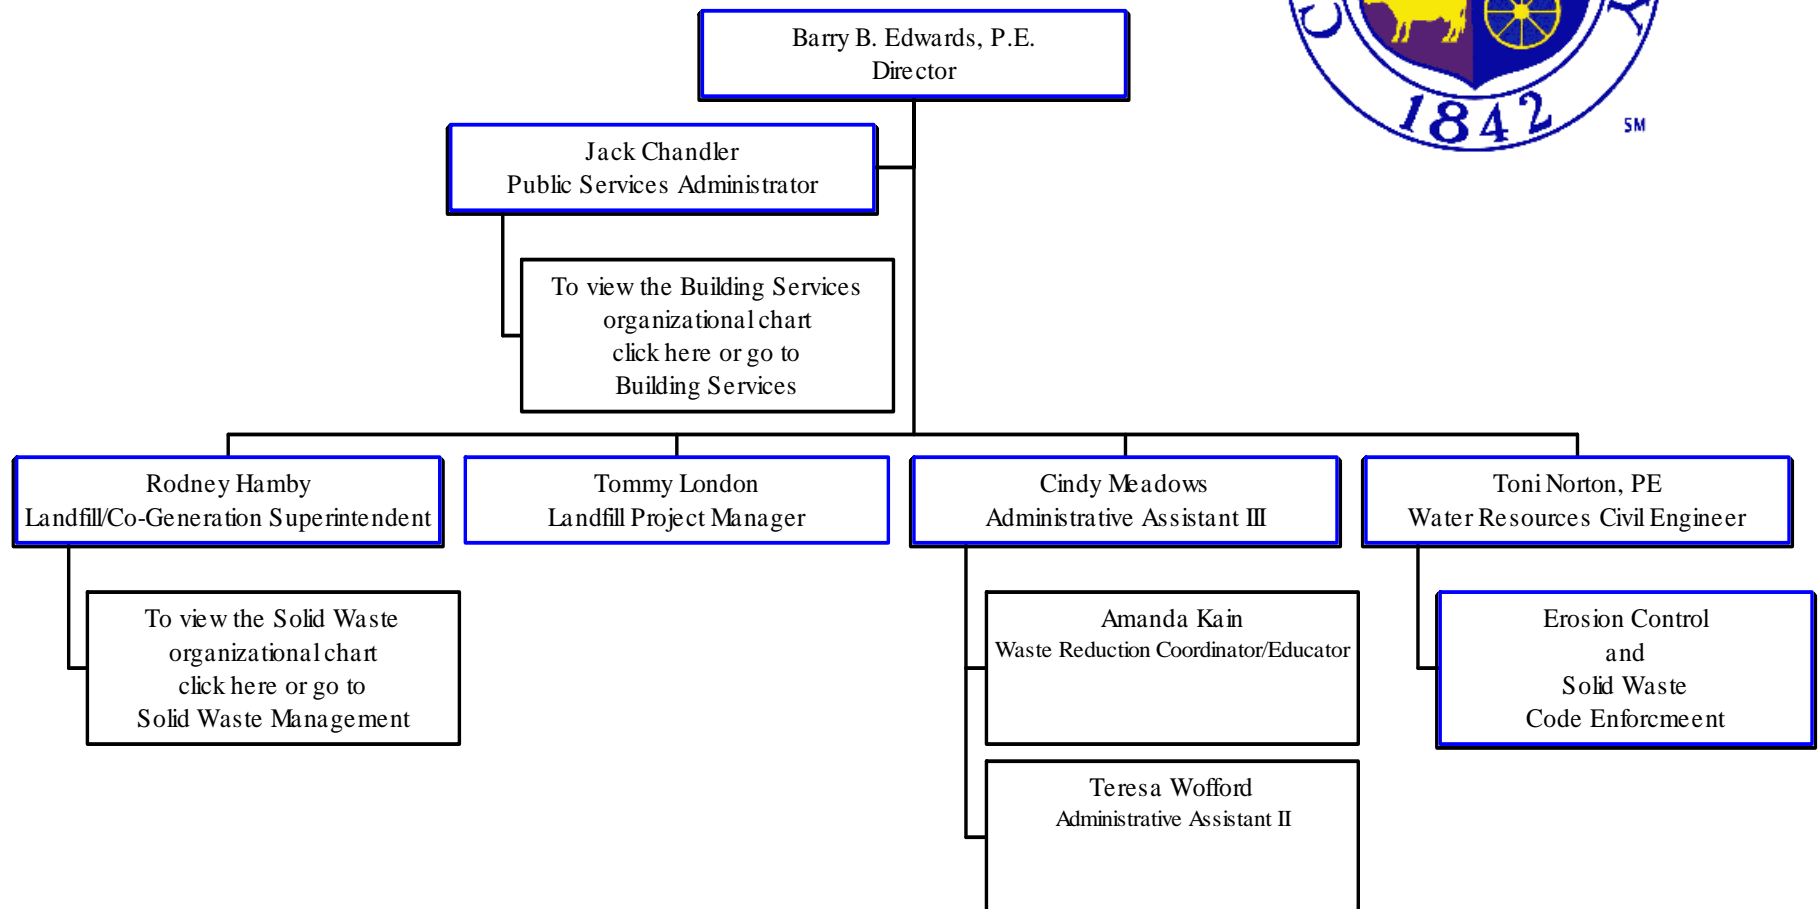 Barry B. Edwards, P.E.
Director
1842
SM
Jack Chandler
Public Services Administrator
To view the Building Services
organizational chart
click here or go to
Building Services
Rodney Hamby
Landfill/Co-Generation Superintendent
Tommy London
Landfill Project Manager
Cindy Meadows
Administrative Assistant III
Toni Norton, PE
Water Resources Civil Engineer
To view the Solid Waste
organizational chart
click here or go to
Solid Waste Management
Amanda Kain
Waste Reduction Coordinator/Educator
Erosion Control
and
Solid Waste
Code Enforcmeent
Teresa Wofford
Administrative Assistant II